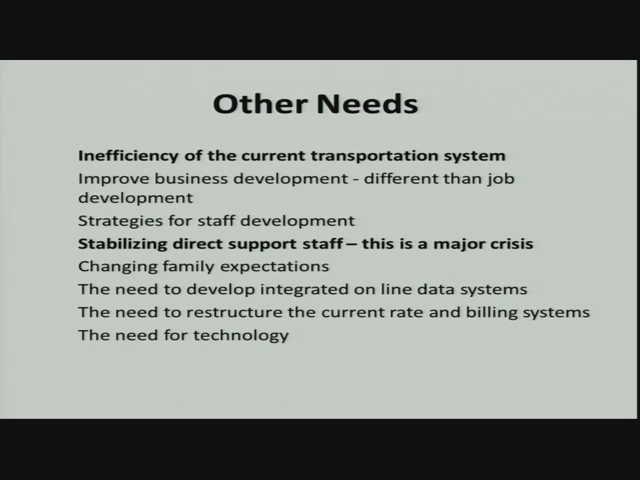 Other Needs
Inefficiency of the current transportation system
Improve business development - different than job
development
Strategies for staff development
Stabilizing direct support staff – this is a major crisis
Changing family expectations
The need to develop integrated on line data systems
The need to restructure the current rate and billing systems
The need for technology